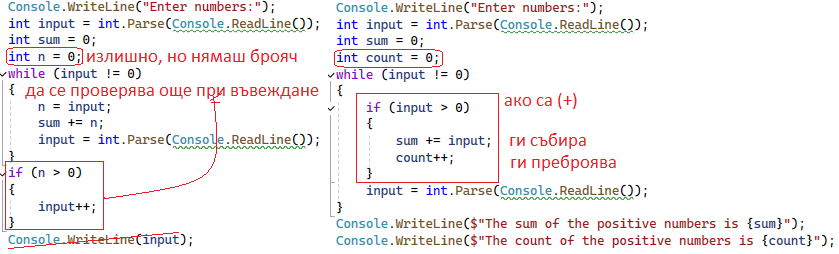 Console.WriteLine("Enter numbers:");
int input = int.Parse(Console.ReadLine());
int sum = 0;
int n = 0; излишно, но нямаш брояч
while (input != 0)
{ да се проверява още при въвеждане
n = input;
sum += n;
input = int.Parse(Console.ReadLine());
}
if (n > 0)
{
input++;
}
Console.WriteLine(input);
Console.WriteLine("Enter numbers:");
int input = int.Parse(Console.ReadLine());
int sum = 0;
int count = 0;
while (input != 0)
{
if (input > 0) ако са (+)
{
sum += input; ги събира
count++; ги преброява
}
input = int.Parse(Console.ReadLine());
}
Console.WriteLine($"The sum of the positive numbers is {sum}");
Console.WriteLine($"The count of the positive numbers is {count}");